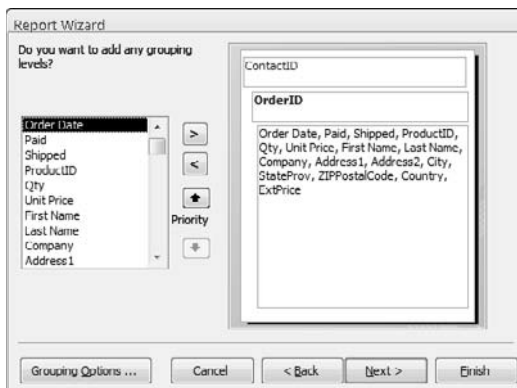 Report Wizard
Do you want to add any grouping
levels?
Order Date
Paid
Shipped
ProductID
Qty
Unit Price
First Name
Last Name
Company
Address1
>
<
Priority
ContactID
OrderID
Order Date, Paid, Shipped, ProductID,
Qty, Unit Price, First Name, Last Name,
Company, Address1, Address2, City,
StateProv, ZIPPostalCode, Country,
ExtPrice
Grouping Options ...
Cancel
< Back
Next >
Finish